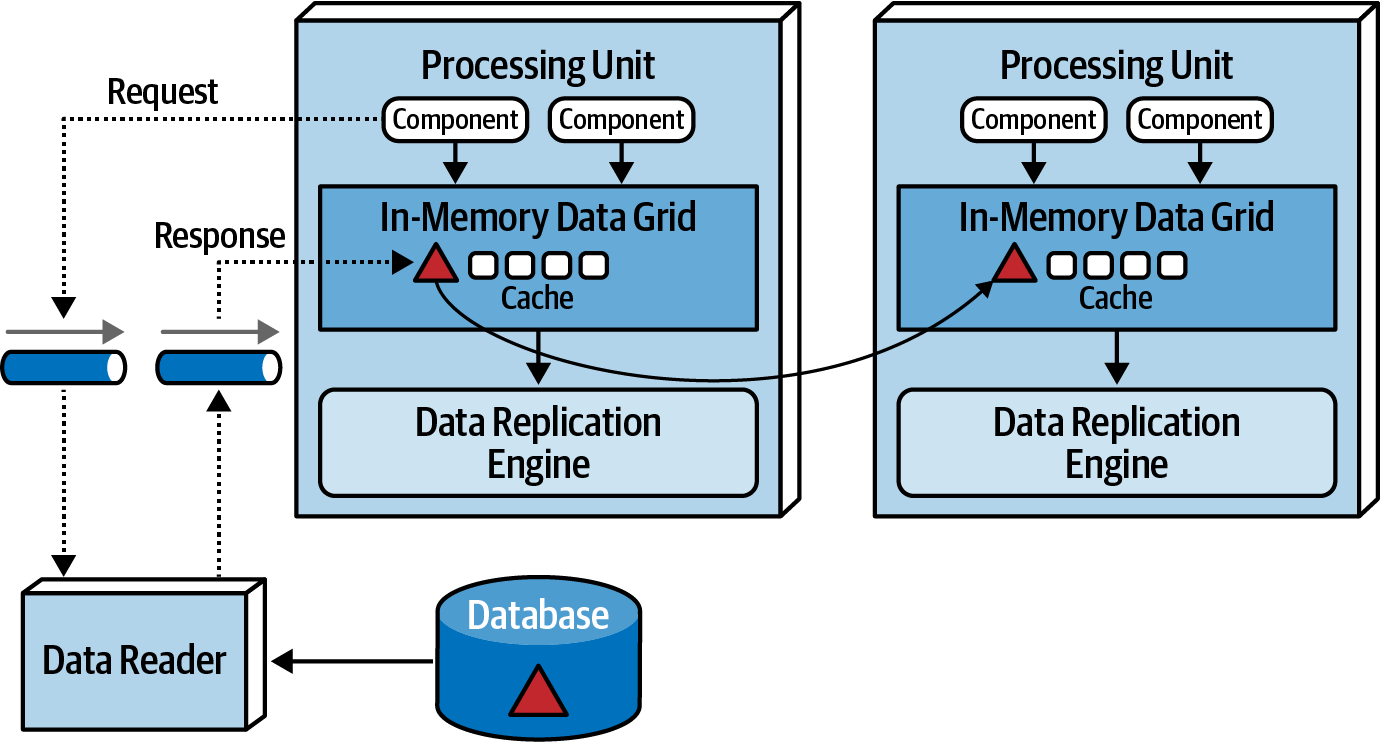 Processing Unit
Processing Unit
Request
Component
Component
Component
Component
In-Memory Data Grid
In-Memory Data Grid
Response
Cache
Cache
Data Replication
Engine
Data Replication
Engine
Database
Data Reader